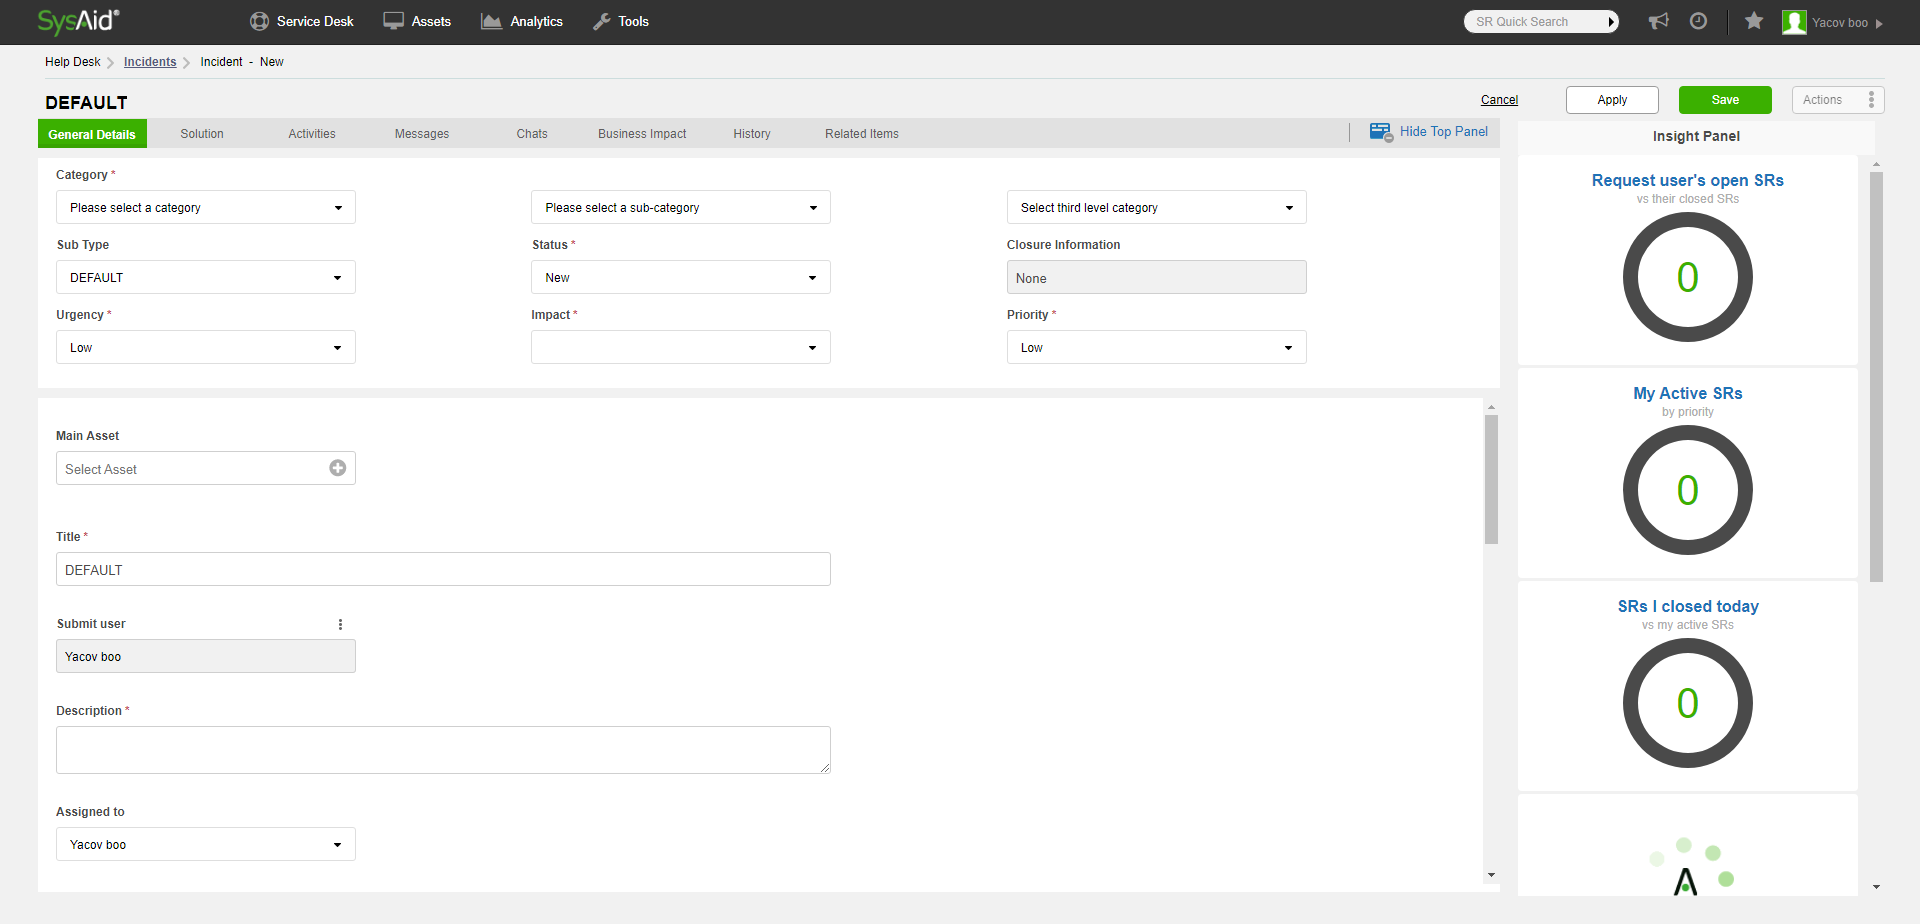 SysAid®
Service Desk
Assets
Analytics
Tools
SR Quick Search
Yacov boo
Help Desk
Incidents
Incident - New
DEFAULT
Cancel
Apply
Save
Actions
General Details
Solution
Activities
Messages
Chats
Business Impact
History
Related Items
Hide Top Panel
Insight Panel
Category *
Please select a category
Please select a sub-category
Select third level category
Sub Type
Status *
Closure Information
DEFAULT
New
None
Urgency *
Impact *
Priority *
Low
Low
Main Asset
Select Asset
Title *
DEFAULT
Submit user
Yacov boo
Description *
Assigned to
Yacov boo
Request user's open SRs
vs their closed SRs
0
My Active SRs
by priority
0
SRs I closed today
vs my active SRs
0